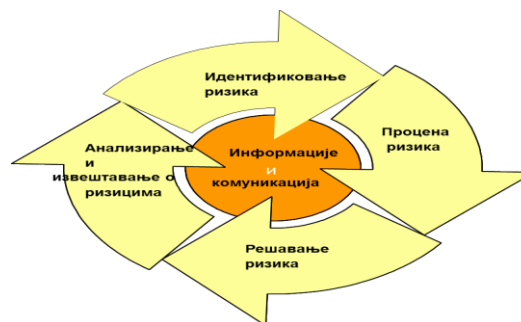 Идентификовање
ризика
Процена
ризика
Решавање
ризика
Анализирање
и
извештавање о
ризицима
Информације
и
комуникација